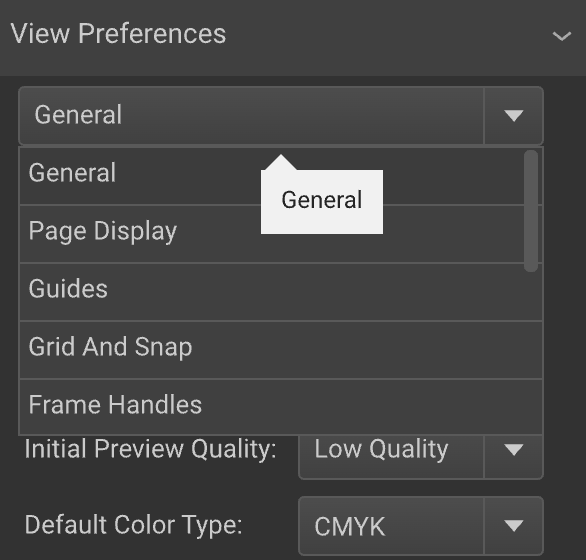 View Preferences
General
General
General
Page Display
Guides
Grid And Snap
Frame Handles
Initial Preview Quality: Low Quality
Default Color Type: CMYK